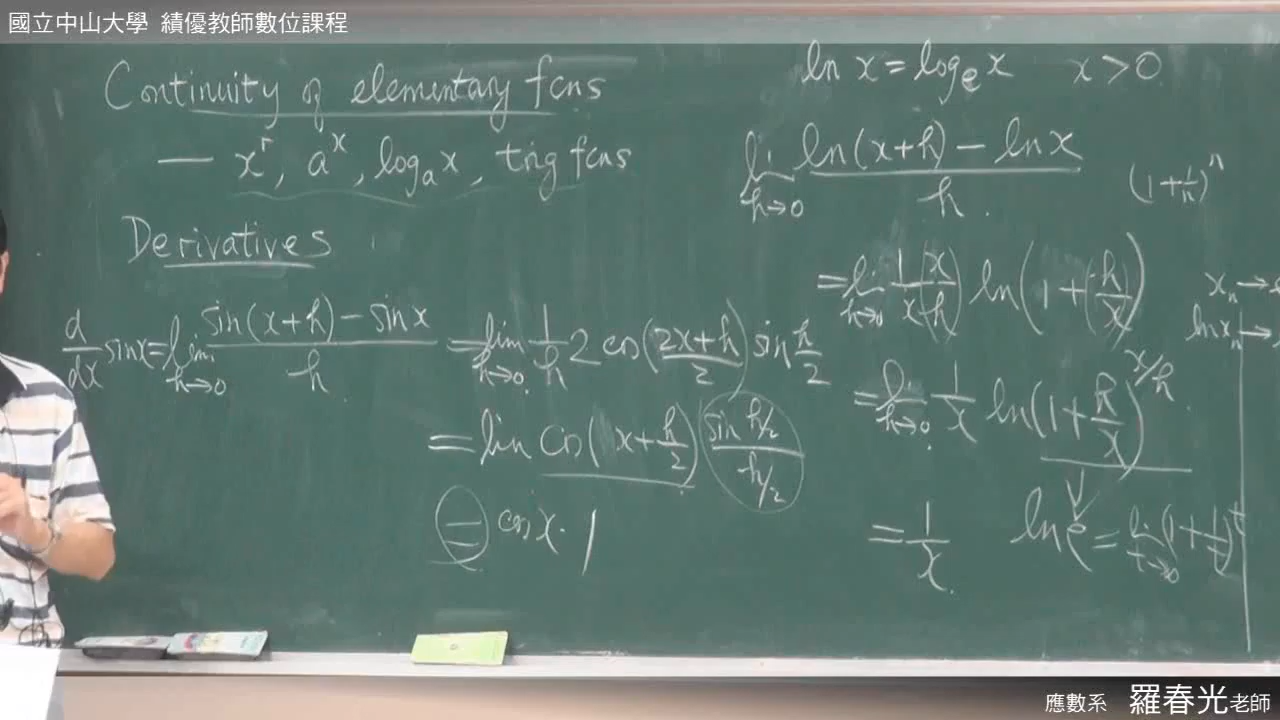 國立中山大學 績優教師數位課程
Continuity of elementary fcns
— x^r, a^x, log_a x, trig fcns
Derivatives
d/dx sin x = lim_{h→0} (sin(x+h) - sin x)/h = lim_{h→0} 1/h 2 cos((2x+h)/2) sin h/2
= lim cos(x + h/2) (sin h/2)/(h/2)
= cos x · 1
ln x = log_e x x > 0
lim_{h→0} (ln(x+h) - ln x)/h
(1 + 1/n)^n
= lim_{h→0} 1/x (x/h) ln(1 + (h/x))
= lim_{h→0} 1/x ln(1 + h/x)^{x/h}
= 1/x
ln e = lim (1 + 1/t)^t
x_n →
ln x_n →
應數系 羅春光老師